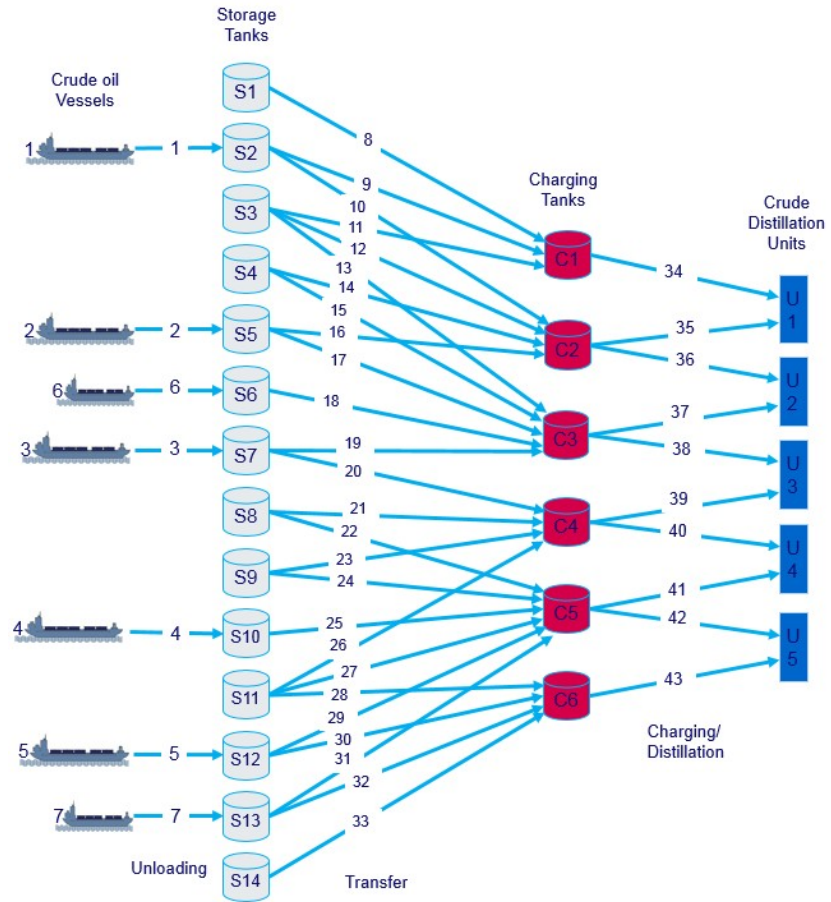 Storage
Tanks
Crude oil
Vessels
S1
8
1
1
S2
9
Charging
Tanks
Crude
Distillation
Units
10
S3
11
12
C1
34
S4
13
14
U
1
15
2
2
S5
16
C2
35
36
17
U
2
6
6
S6
18
37
3
3
S7
19
C3
38
20
U
3
S8
21
39
C4
22
40
S9
23
U
4
24
41
4
4
S10
25
C5
42
26
U
5
27
43
S11
28
C6
29
5
5
S12
30
Charging/
Distillation
31
32
7
7
S13
33
Unloading
S14
Transfer